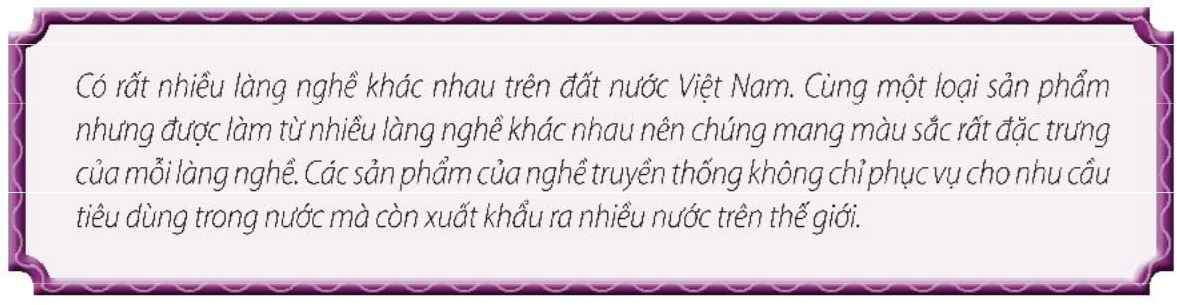 Có rất nhiều làng nghề khác nhau trên đất nước Việt Nam. Cùng một loại sản phẩm
nhưng được làm từ nhiều làng nghề khác nhau nên chúng mang màu sắc rất đặc trưng
của mỗi làng nghề. Các sản phẩm của nghề truyền thống không chỉ phục vụ cho nhu cầu
tiêu dùng trong nước mà còn xuất khẩu ra nhiều nước trên thế giới.